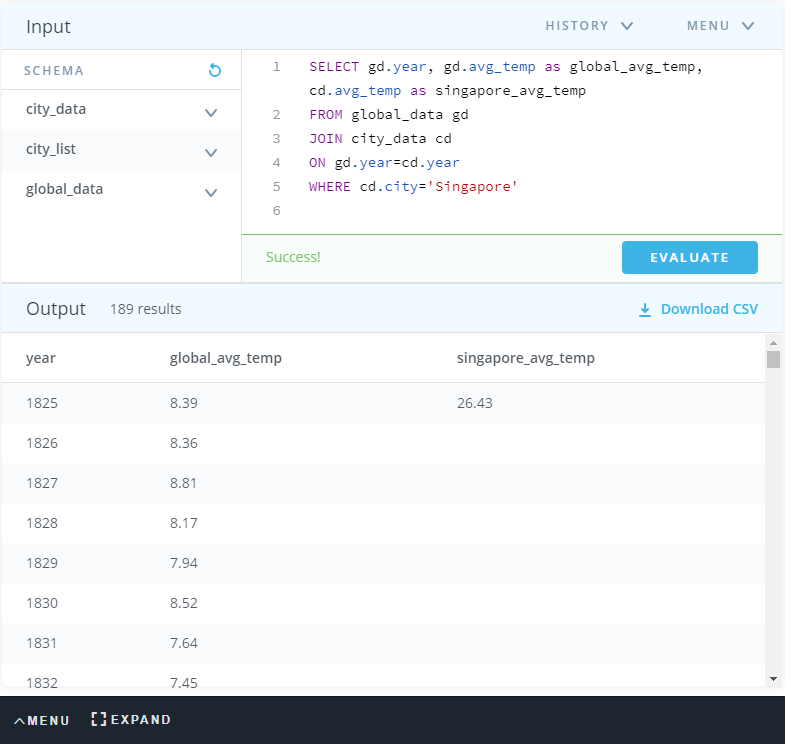 Input HISTORY MENU
SCHEMA
city_data
city_list
global_data
1 SELECT gd.year, gd.avg_temp as global_avg_temp,
cd.avg_temp as singapore_avg_temp
2 FROM global_data gd
3 JOIN city_data cd
4 ON gd.year=cd.year
5 WHERE cd.city='Singapore'
6
Success! EVALUATE
Output 189 results Download CSV
year global_avg_temp singapore_avg_temp
1825 8.39 26.43
1826 8.36
1827 8.81
1828 8.17
1829 7.94
1830 8.52
1831 7.64
1832 7.45
MENU EXPAND